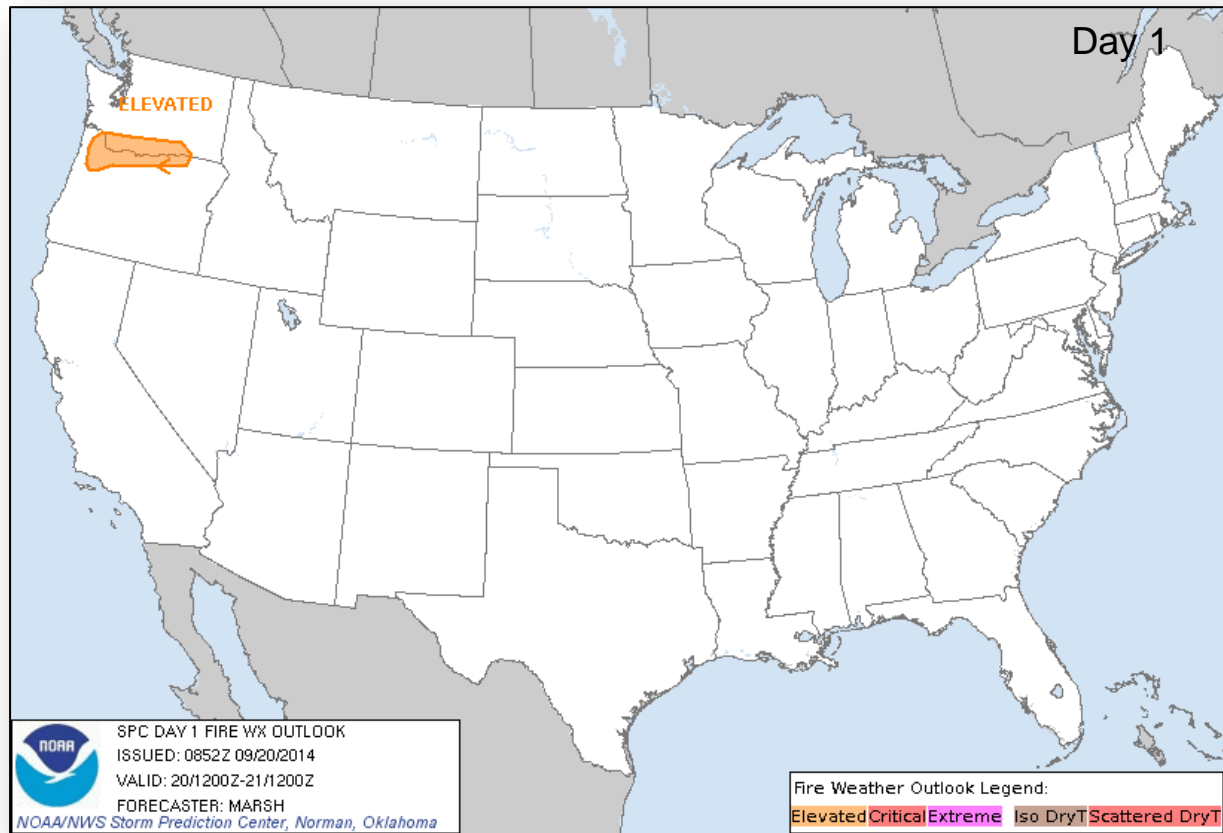 Day 1
ELEVATED
NOAA
SPC DAY 1 FIRE WX OUTLOOK
ISSUED: 0852Z 09/20/2014
VALID: 20/1200Z-21/1200Z
FORECASTER: MARSH
NOAA/NWS Storm Prediction Center, Norman, Oklahoma
Fire Weather Outlook Legend:
Elevated Critical Extreme Iso DryT Scattered DryT